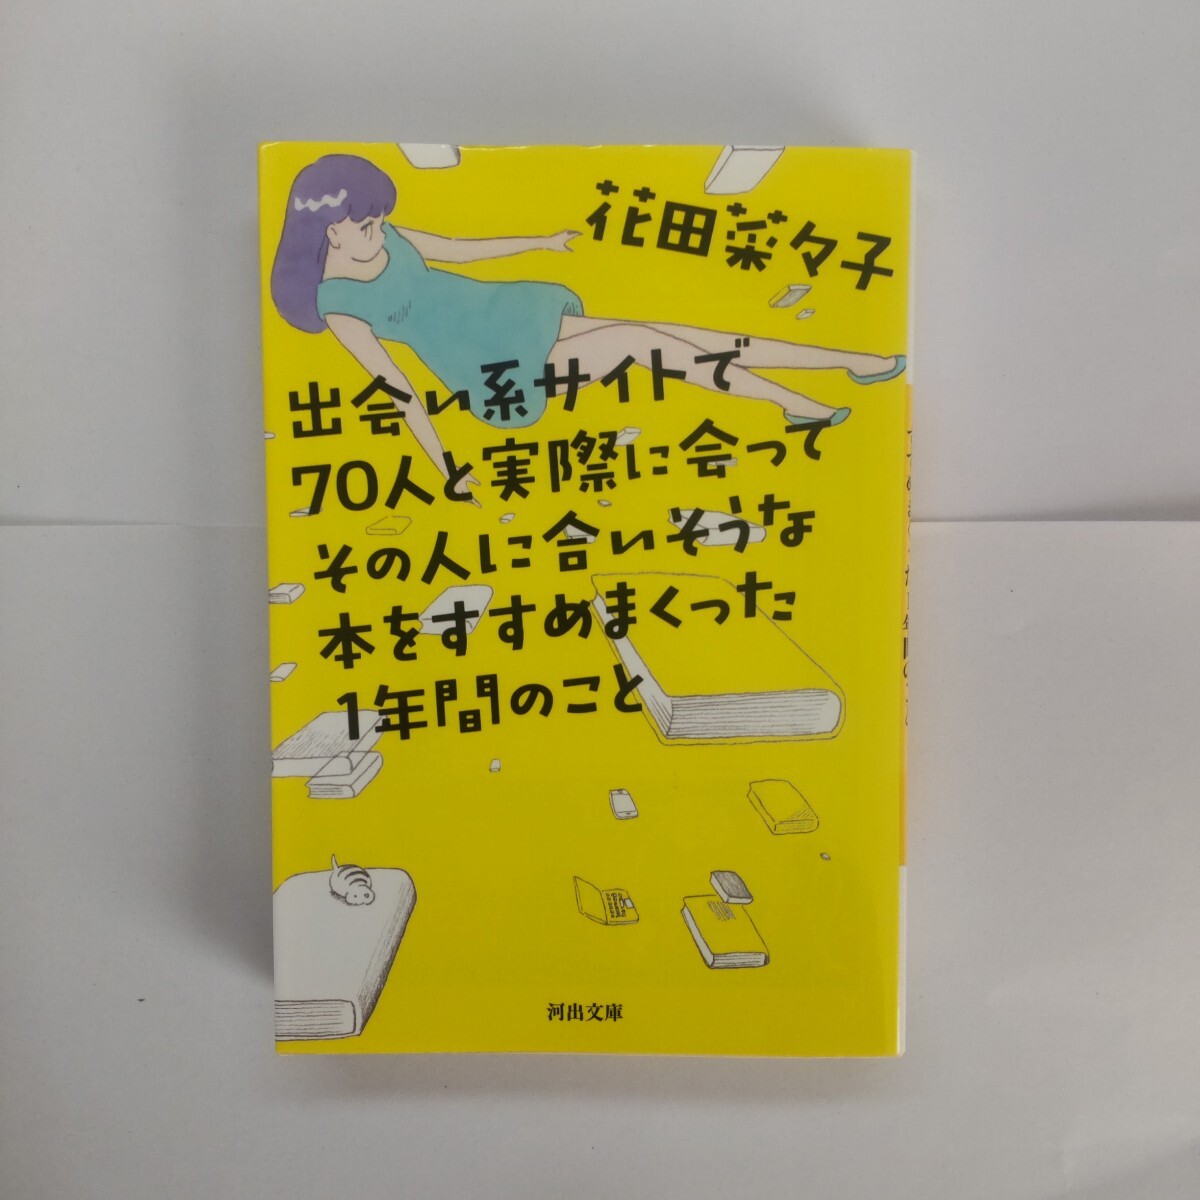 花田菜々子
出会い系サイトで
70人と実際に会って
その人に合いそうな
本をすすめまくった
1年間のこと
河出文庫